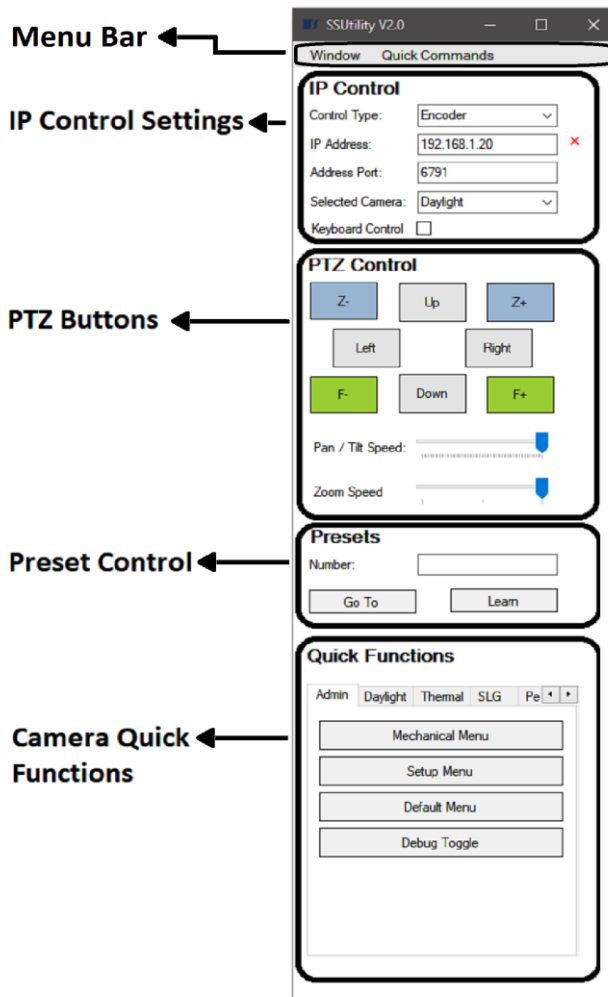 SSUtility V2.0
Menu Bar
Window Quick Commands
IP Control
IP Control Settings
Control Type: Encoder
IP Address: 192.168.1.20
Address Port: 6791
Selected Camera: Daylight
Keyboard Control
PTZ Control
Z- Up Z+
PTZ Buttons
Left Right
F- Down F+
Pan / Tilt Speed:
Zoom Speed
Presets
Preset Control
Number:
Go To Learn
Quick Functions
Admin Daylight Thermal SLG Pe
Mechanical Menu
Camera Quick
Functions
Setup Menu
Default Menu
Debug Toggle